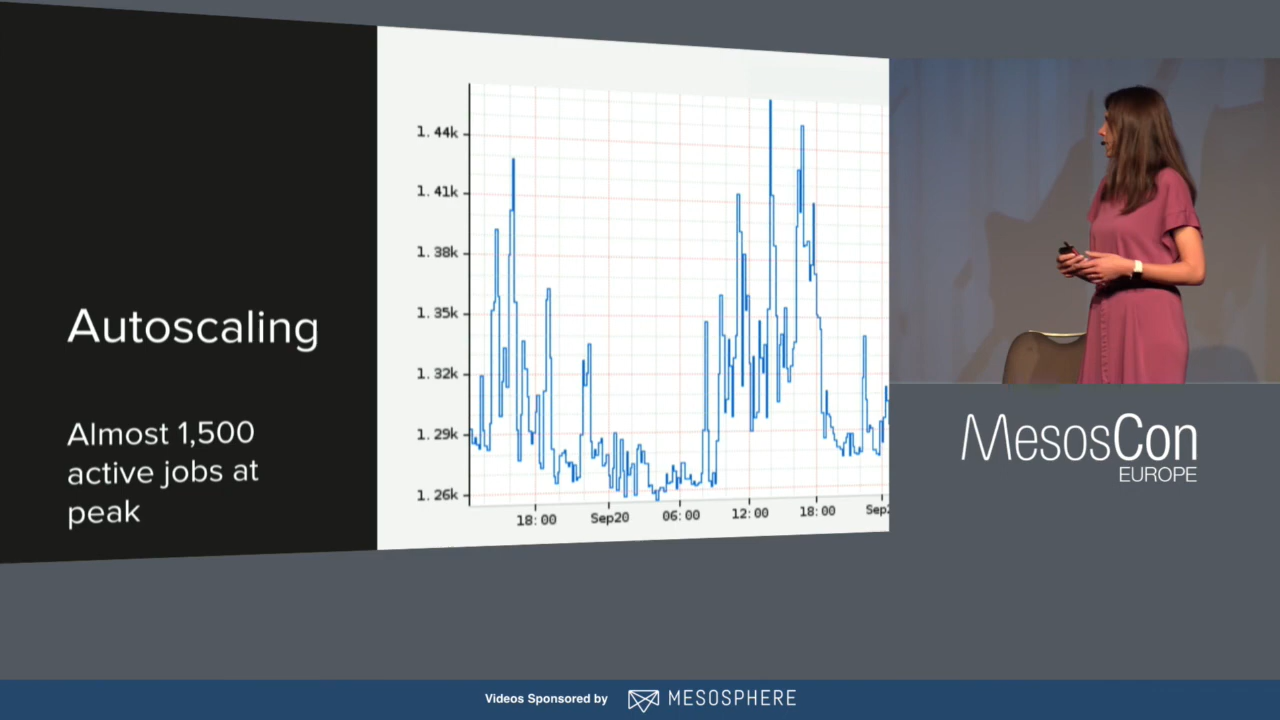 Autoscaling
Almost 1,500
active jobs at
peak
1.44k
1.41k
1.38k
1.35k
1.32k
1.29k
1.26k
18:00 Sep20 06:00 12:00 18:00
MesosCon
EUROPE
Videos Sponsored by MESOSPHERE